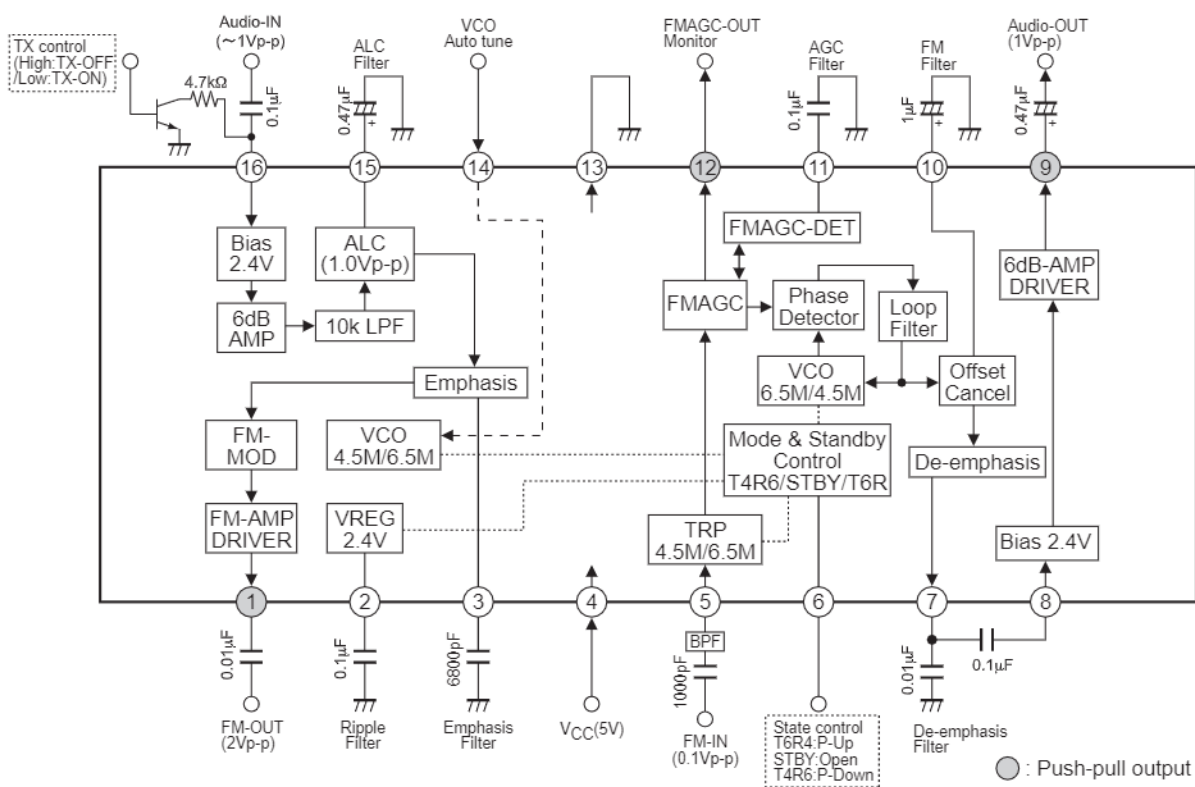 TX control
(High:TX-OFF
/Low:TX-ON)
4.7kΩ
Audio-IN
(～1Vp-p)
0.1μF
ALC
Filter
0.47μF
+
VCO
Auto tune
FMAGC-OUT
Monitor
AGC
Filter
0.1μF
FM
Filter
1μF
+
Audio-OUT
(1Vp-p)
0.47μF
+
16
15
14
13
12
11
10
9
Bias
2.4V
ALC
(1.0Vp-p)
6dB
AMP
10k LPF
Emphasis
FM-
MOD
VCO
4.5M/6.5M
FM-AMP
DRIVER
VREG
2.4V
FMAGC-DET
FMAGC
Phase
Detector
Loop
Filter
6dB-AMP
DRIVER
VCO
6.5M/4.5M
Offset
Cancel
Mode & Standby
Control
T4R6/STBY/T6R
De-emphasis
TRP
4.5M/6.5M
Bias 2.4V
1
2
3
4
5
6
7
8
0.01μF
FM-OUT
(2Vp-p)
0.1μF
Ripple
Filter
6800pF
Emphasis
Filter
VCC(5V)
BPF
1000pF
FM-IN
(0.1Vp-p)
State control
T6R4:P-Up
STBY:Open
T4R6:P-Down
0.01μF
0.1μF
De-emphasis
Filter
: Push-pull output